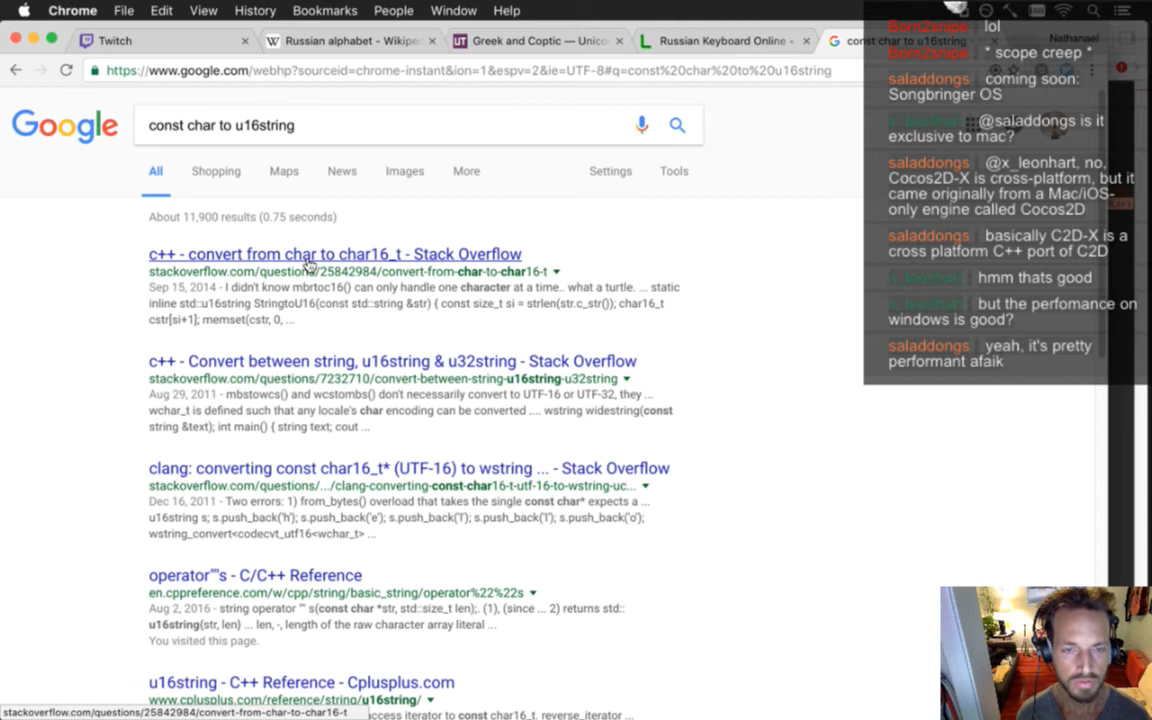 Chrome File Edit View History Bookmarks People Window Help
Twitch
Russian alphabet - Wikipe
Greek and Coptic — Unico
Russian Keyboard Online •
const char to u16string
Nathanael
https://www.google.com/webhp?sourceid=chrome-instant&ion=1&espv=2&ie=UTF-8#q=const%20char%20to%20u16string
Google
const char to u16string
All Shopping Maps News Images More Settings Tools
About 11,900 results (0.75 seconds)
c++ - convert from char to char16_t - Stack Overflow
stackoverflow.com/questions/25842984/convert-from-char-to-char16-t
Sep 15, 2014 - I didn't know mbrtoc16() can only handle one character at a time.. what a turtle. ... static
inline std::u16string StringtoU16(const std::string &str) { const size_t si = strlen(str.c_str()); char16_t
cstr[si+1]; memset(cstr, 0, ...
c++ - Convert between string, u16string & u32string - Stack Overflow
stackoverflow.com/questions/7232710/convert-between-string-u16string-u32string
Aug 29, 2011 - mbstowcs() and wcstombs() don't necessarily convert to UTF-16 or UTF-32, they ...
wchar_t is defined such that any locale's char encoding can be converted .... wstring widestring(const
string &text); int main() { string text; cout ...
clang: converting const char16_t* (UTF-16) to wstring ... - Stack Overflow
stackoverflow.com/questions/.../clang-converting-const-char16-t-utf-16-to-wstring-uc...
Dec 16, 2011 - Two errors: 1) from_bytes() overload that takes the single const char* expects a ...
u16string s; s.push_back('h'); s.push_back('e'); s.push_back('l'); s.push_back('l'); s.push_back('o');
wstring_convert<codecvt_utf16<wchar_t> ...
operator""s - C/C++ Reference
en.cppreference.com/w/cpp/string/basic_string/operator%22%22s
Aug 2, 2016 - string operator "" s(const char *str, std::size_t len);. (1), (since ... 2) returns std::
u16string{str, len} ... len, -, length of the raw character array literal ...
You visited this page.
u16string - C++ Reference - Cplusplus.com
www.cplusplus.com/reference/string/u16string/
access iterator to const char16_t. reverse_iterator ...
stackoverflow.com/questions/25842984/convert-from-char-to-char16-t
Born2snipe lol
Born2snipe * scope creep *
saladdongs coming soon:
Songbringer OS
x_leonhart @saladdongs is it
exclusive to mac?
saladdongs @x_leonhart, no,
Cocos2D-X is cross-platform, but it
came originally from a Mac/iOS-
only engine called Cocos2D
saladdongs basically C2D-X is a
cross platform C++ port of C2D
x_leonhart hmm thats good
x_leonhart but the perfomance on
windows is good?
saladdongs yeah, it's pretty
performant afaik